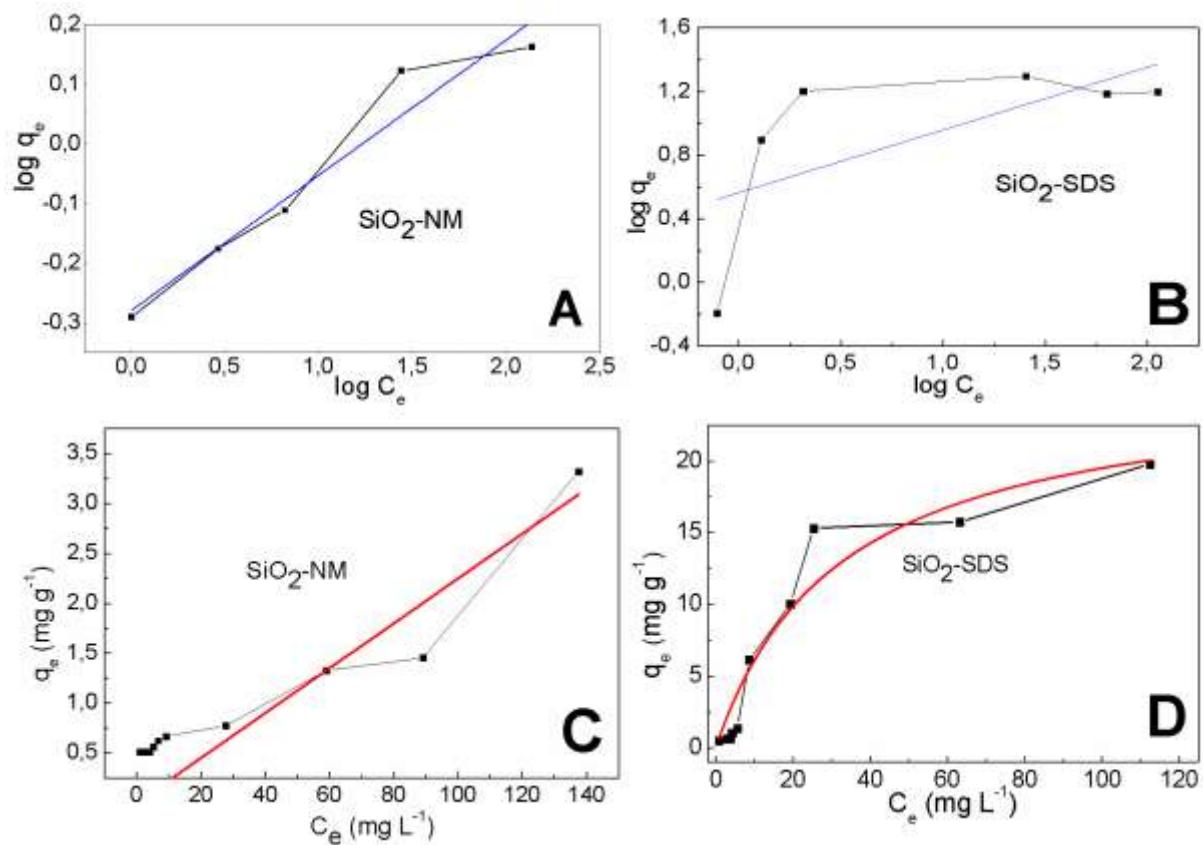 0,2
0,1
0,0
-0,1
-0,2
-0,3
log qe
SiO2-NM
A
0,0 0,5 1,0 1,5 2,0 2,5
log Ce
1,6
1,2
0,8
0,4
0,0
-0,4
log qe
SiO2-SDS
B
0,0 0,5 1,0 1,5 2,0
log Ce
3,5
3,0
2,5
2,0
1,5
1,0
0,5
qe (mg g-1)
SiO2-NM
C
0 20 40 60 80 100 120 140
Ce (mg L-1)
20
15
10
5
0
qe (mg g-1)
SiO2-SDS
D
0 20 40 60 80 100 120
Ce (mg L-1)